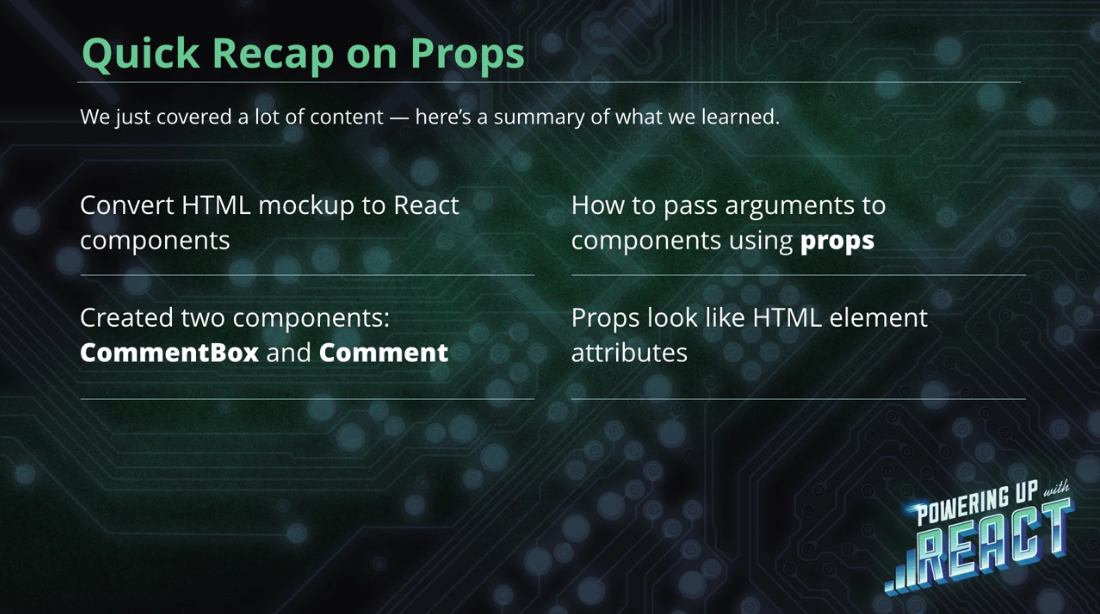 Quick Recap on Props
We just covered a lot of content — here’s a summary of what we learned.
Convert HTML mockup to React
components
How to pass arguments to
components using props
Created two components:
CommentBox and Comment
Props look like HTML element
attributes
POWERING UP with
REACT